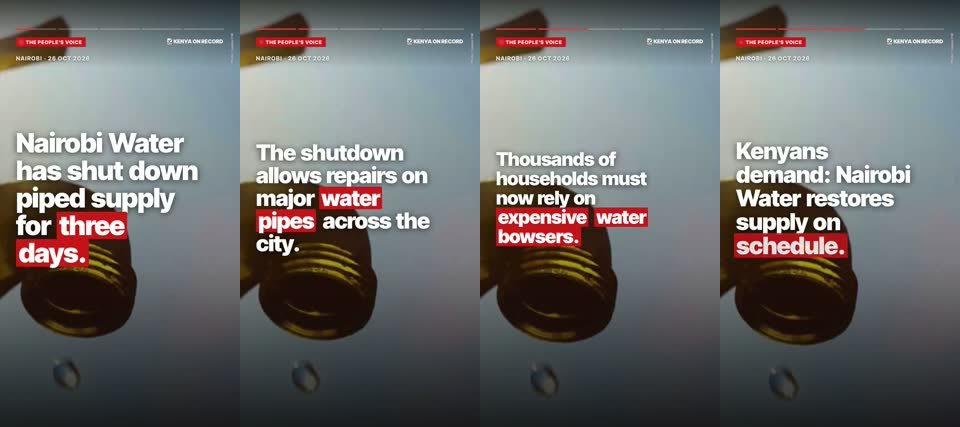 THE PEOPLE'S VOICE
KENYA ON RECORD
NAIROBI · 26 OCT 2026
Nairobi Water
has shut down
piped supply
for three
days.
THE PEOPLE'S VOICE
KENYA ON RECORD
NAIROBI · 26 OCT 2026
The shutdown
allows repairs on
major water
pipes across the
city.
THE PEOPLE'S VOICE
KENYA ON RECORD
NAIROBI · 26 OCT 2026
Thousands of
households must
now rely on
expensive water
bowsers.
THE PEOPLE'S VOICE
KENYA ON RECORD
NAIROBI · 26 OCT 2026
Kenyans
demand: Nairobi
Water restores
supply on
schedule.